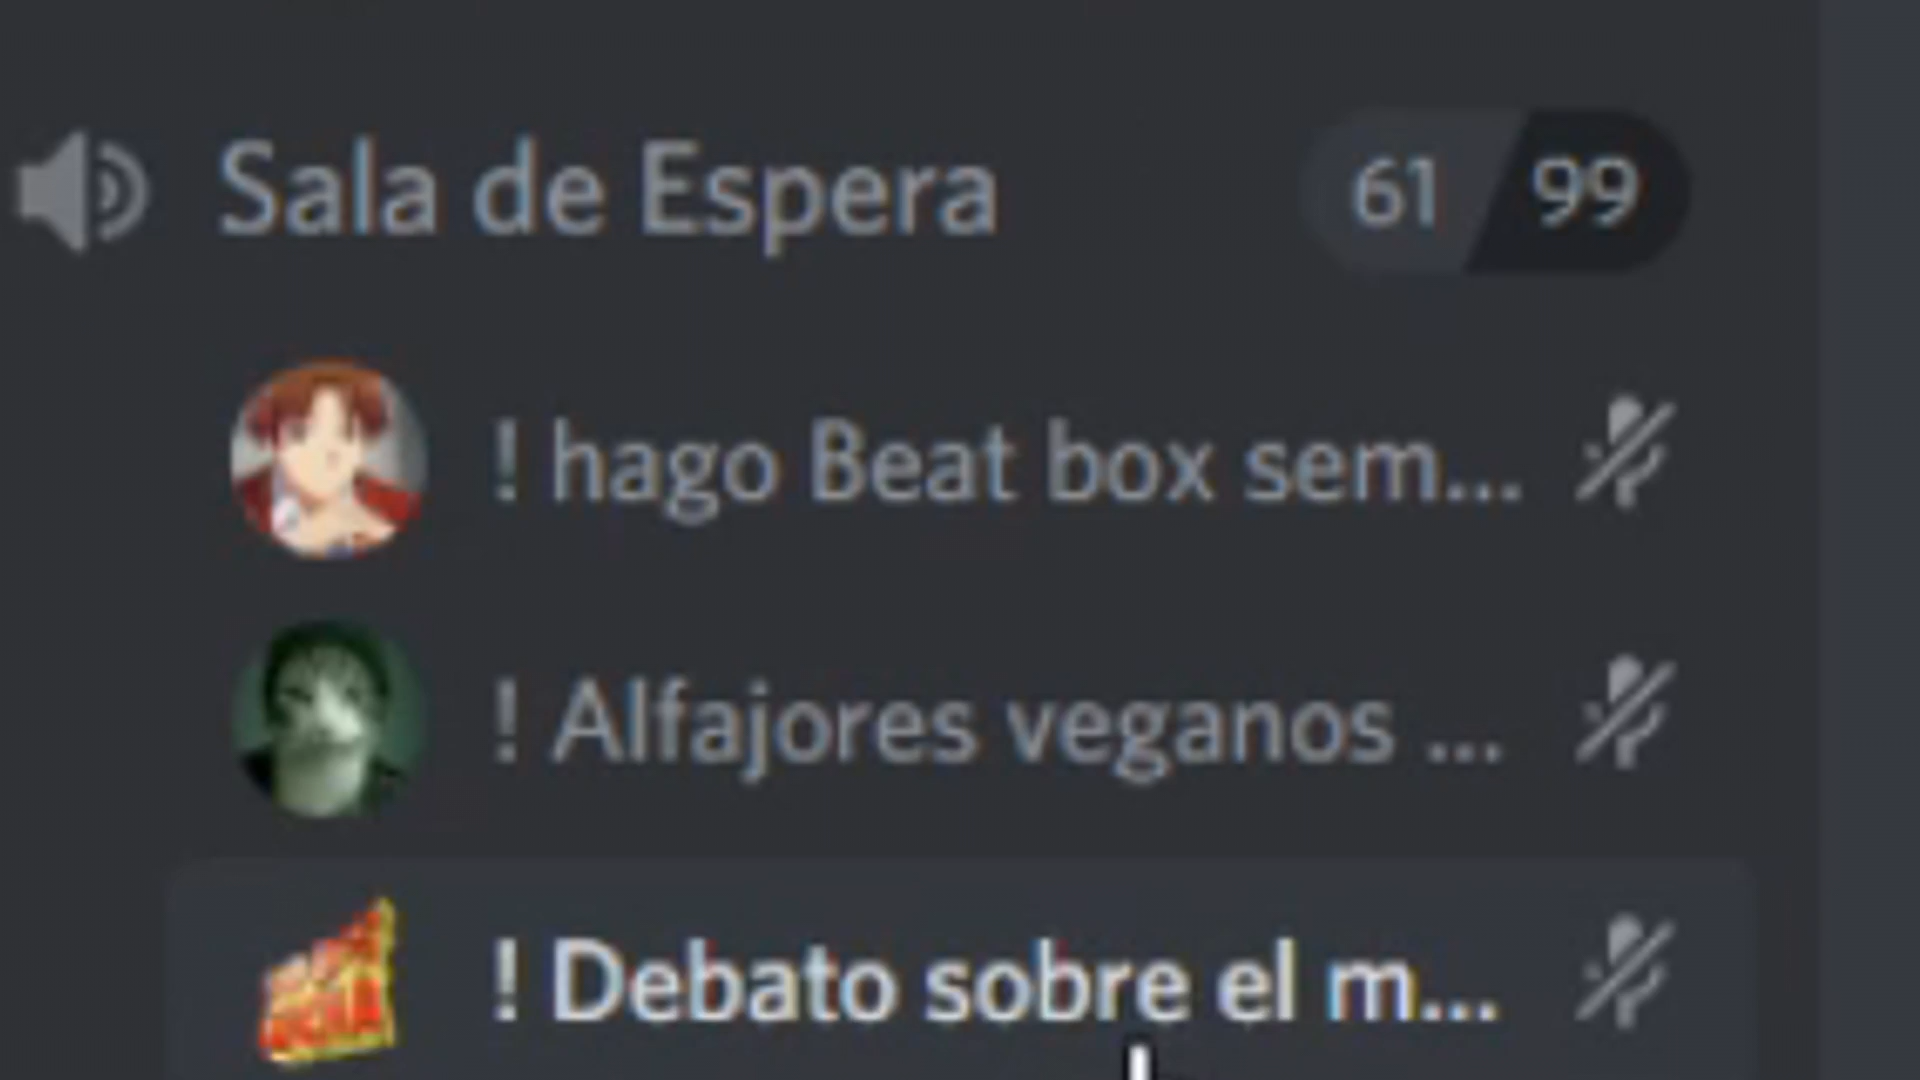 Sala de Espera 61 99
! hago Beat box sem...
! Alfajores veganos ...
! Debato sobre el m...